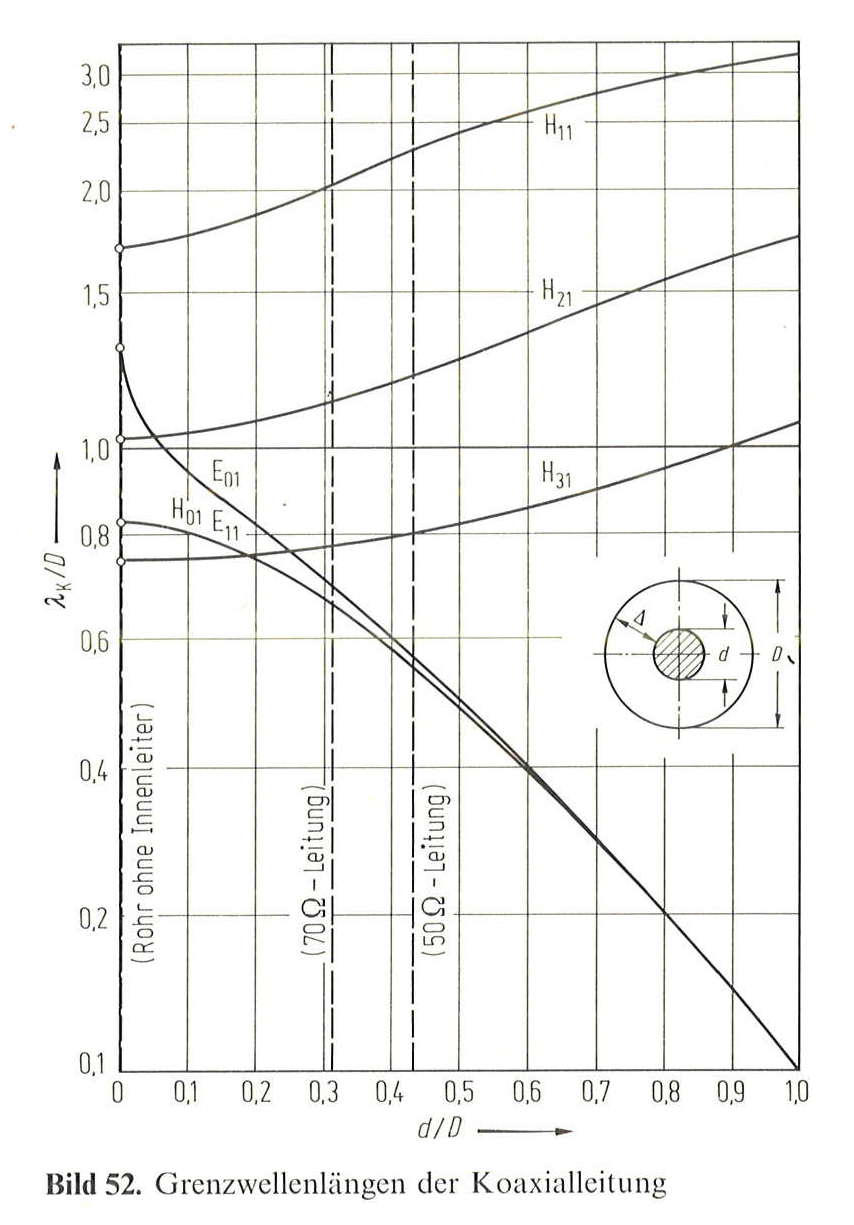 3,0
2,5
2,0
1,5
1,0
0,8
0,6
0,4
0,2
0,1
λK/D
H11
H21
H31
E01
H01 E11
(Rohr ohne Innenleiter)
(70Ω-Leitung)
(50Ω-Leitung)
Δ
d
D
0 0,1 0,2 0,3 0,4 0,5 0,6 0,7 0,8 0,9 1,0
d/D
Bild 52. Grenzwellenlängen der Koaxialleitung